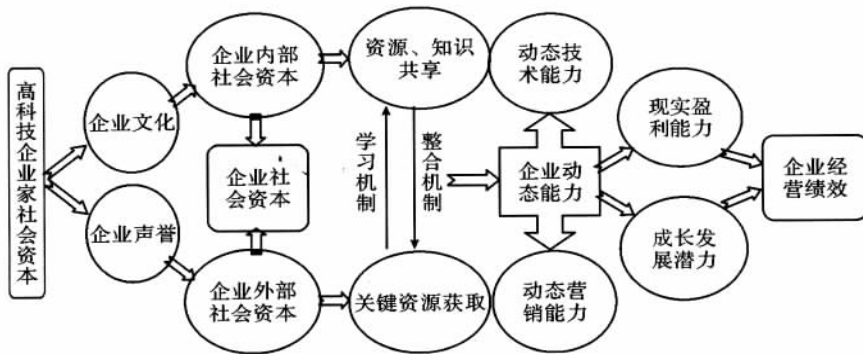 高科技企业家社会资本
企业文化
企业声誉
企业内部
社会资本
企业社
会资本
企业外部
社会资本
资源、知识
共享
学习机制
整合机制
关键资源获取
动态技
术能力
企业动
态能力
动态营
销能力
现实盈
利能力
成长发
展潜力
企业经
营绩效